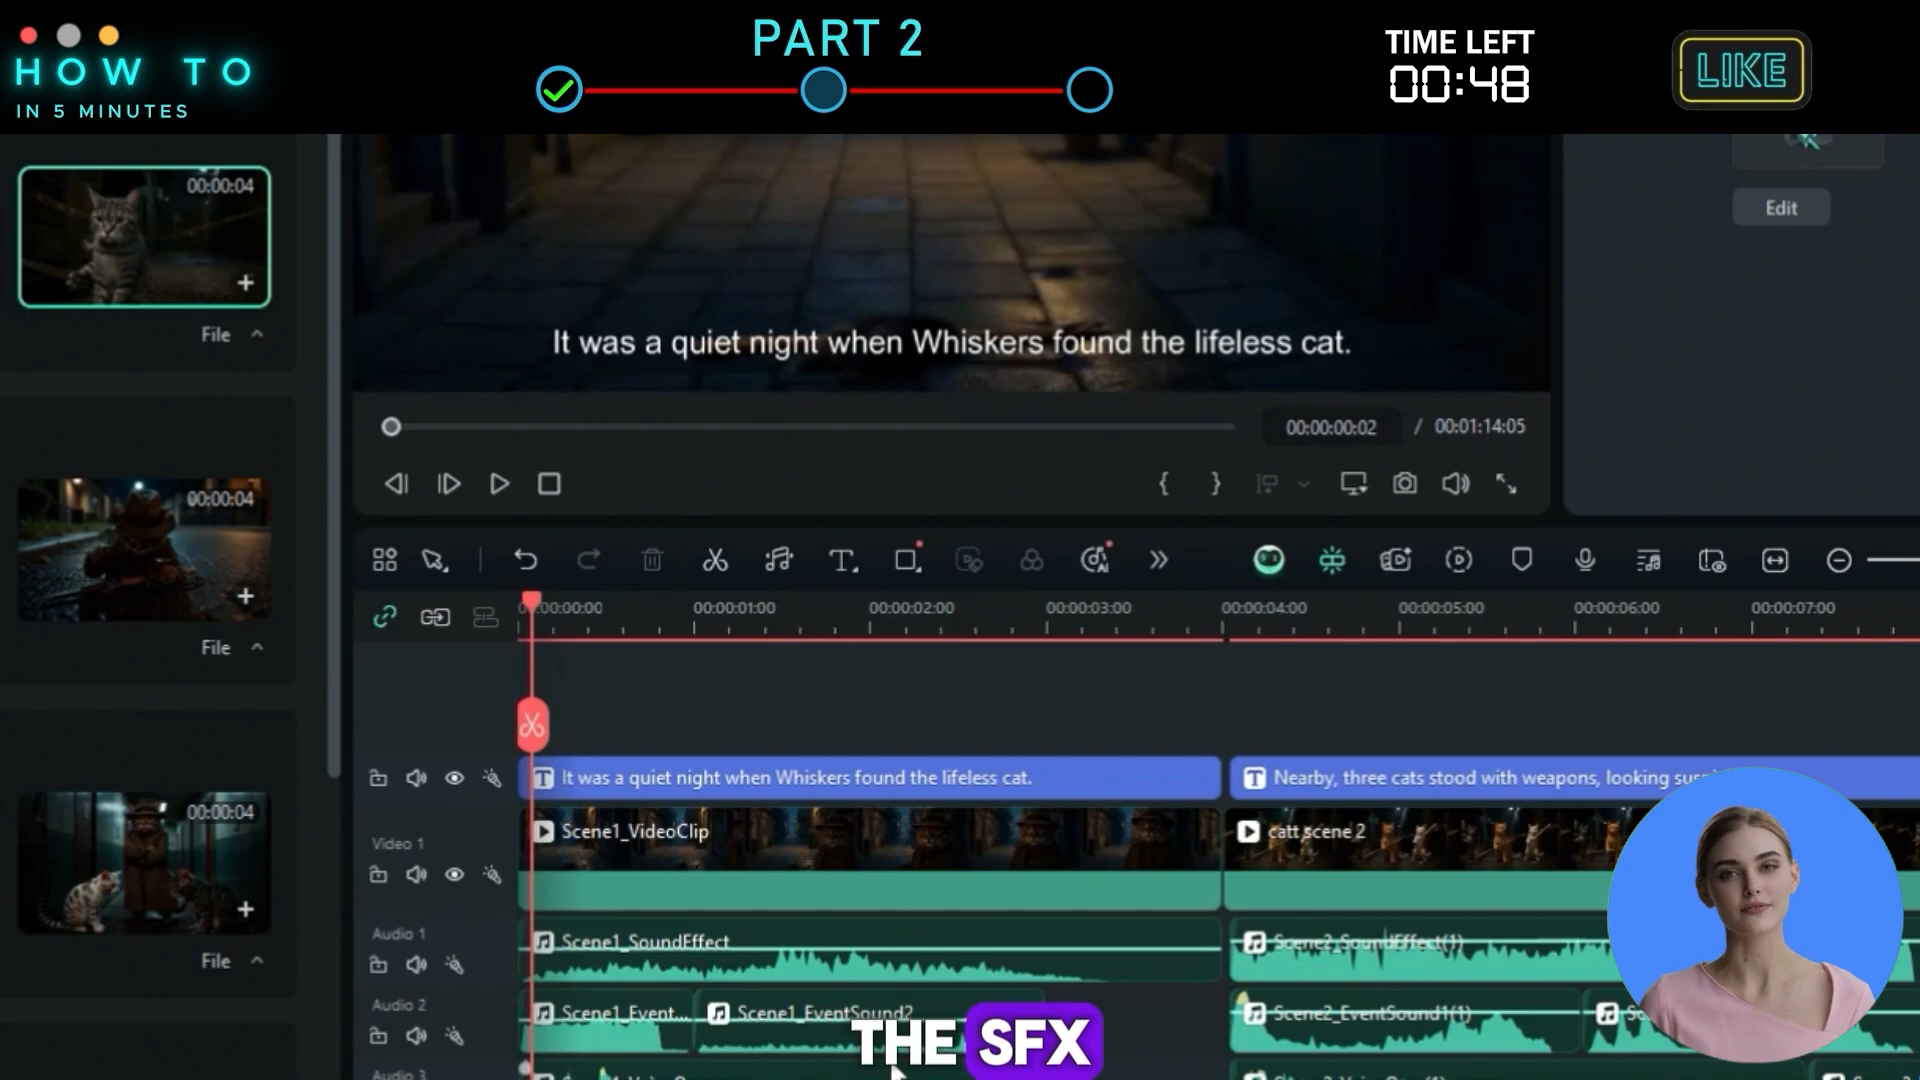 HOW TO
IN 5 MINUTES
PART 2
TIME LEFT
00:48
LIKE
00:00:04
File
00:00:04
File
00:00:04
File
Edit
It was a quiet night when Whiskers found the lifeless cat.
00:00:00:02 / 00:01:14:05
00:00:01:00
00:00:02:00
00:00:03:00
00:00:04:00
00:00:05:00
00:00:06:00
00:00:07:00
It was a quiet night when Whiskers found the lifeless cat.
Nearby, three cats stood with weapons, looking
Video 1
Scene1_VideoClip
catt scene 2
Audio 1
Scene1_SoundEffect
Scene2_SoundEffect(1)
Audio 2
Scene1_Event...
Scene1_EventSound2
Scene2_EventSound1(1)
THE SFX
Audio 3